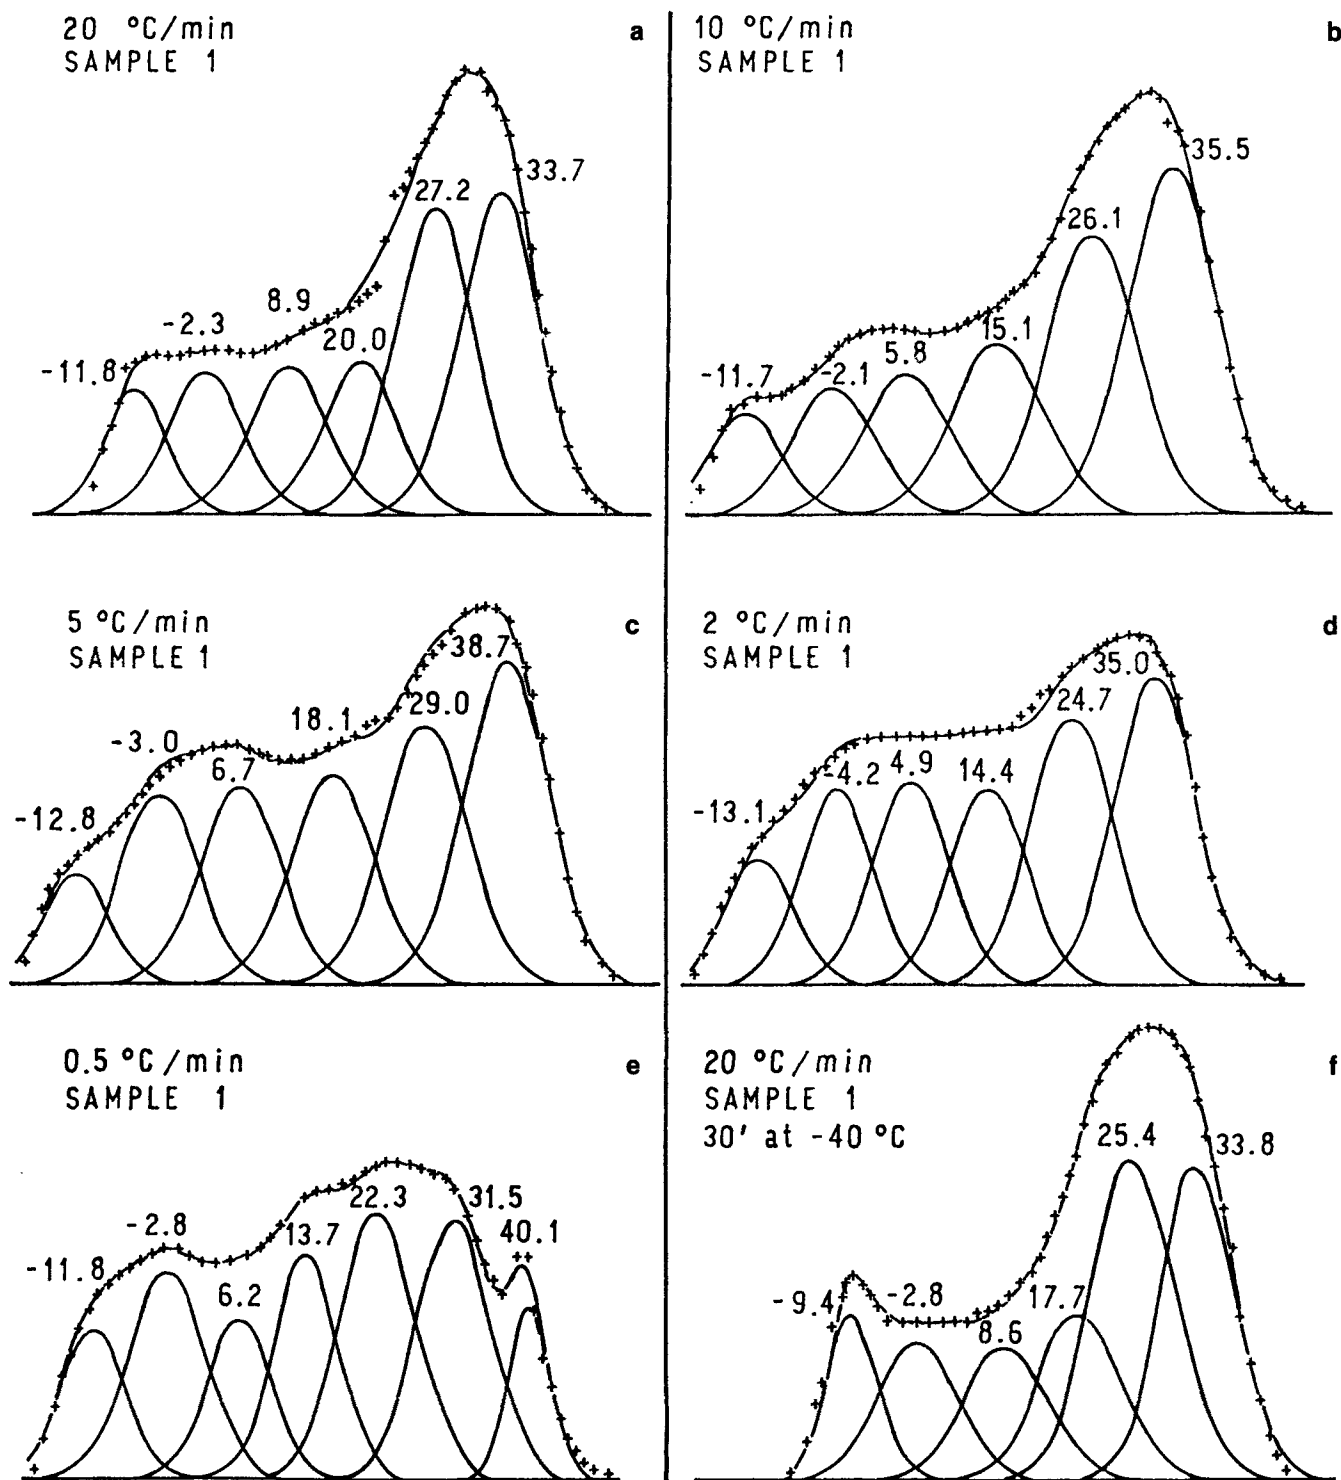 20 °C/min
SAMPLE 1
a
-11.8
-2.3
8.9
20.0
27.2
33.7
10 °C/min
SAMPLE 1
b
-11.7
-2.1
5.8
15.1
26.1
35.5
5 °C/min
SAMPLE 1
c
-12.8
-3.0
6.7
18.1
29.0
38.7
2 °C/min
SAMPLE 1
d
-13.1
-4.2
4.9
14.4
24.7
35.0
0.5 °C/min
SAMPLE 1
e
-11.8
-2.8
6.2
13.7
22.3
31.5
40.1
20 °C/min
SAMPLE 1
30' at -40 °C
f
-9.4
-2.8
8.6
17.7
25.4
33.8